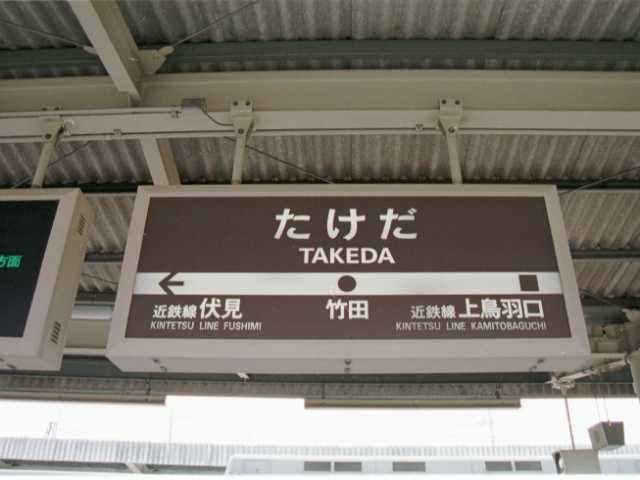 方面
たけだ
TAKEDA
近鉄線 伏見
KINTETSU LINE FUSHIMI
竹田
近鉄線 上鳥羽口
KINTETSU LINE KAMITOBAGUCHI